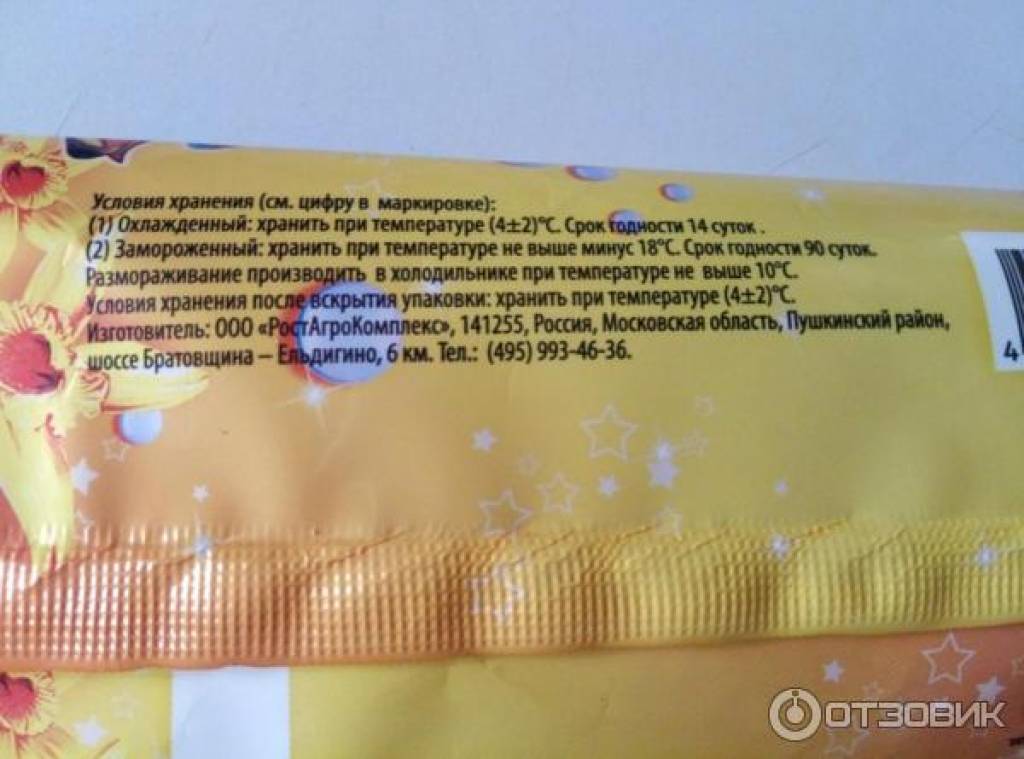 Условия хранения (см. цифру в маркировке):
(1) Охлажденный: хранить при температуре (4±2)°С. Срок годности 14 суток .
(2) Замороженный: хранить при температуре не выше минус 18°С. Срок годности 90 суток.
Размораживание производить в холодильнике при температуре не выше 10°С.
Условия хранения после вскрытия упаковки: хранить при температуре (4±2)°С.
Изготовитель: ООО «РостАгроКомплекс», 141255, Россия, Московская область, Пушкинский район,
шоссе Братовщина – Ельдигино, 6 км. Тел.: (495) 993-46-36.
4
ОТЗОВИК